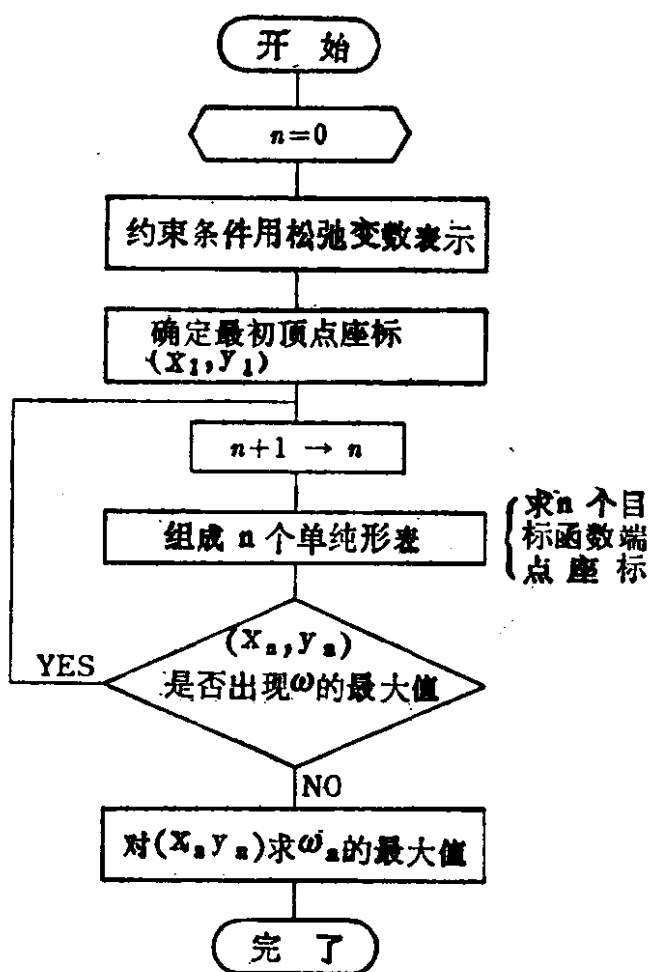 开 始
n=0
约束条件用松弛变数表示
确定最初顶点座标
(x₁,y₁)
n+1 → n
组成 n 个单纯形表
求n 个目
标函数端
点 座 标
(xₙ,yₙ)
YES
是否出现ω的最大值
NO
对(xₙyₙ)求ωₙ的最大值
完 了